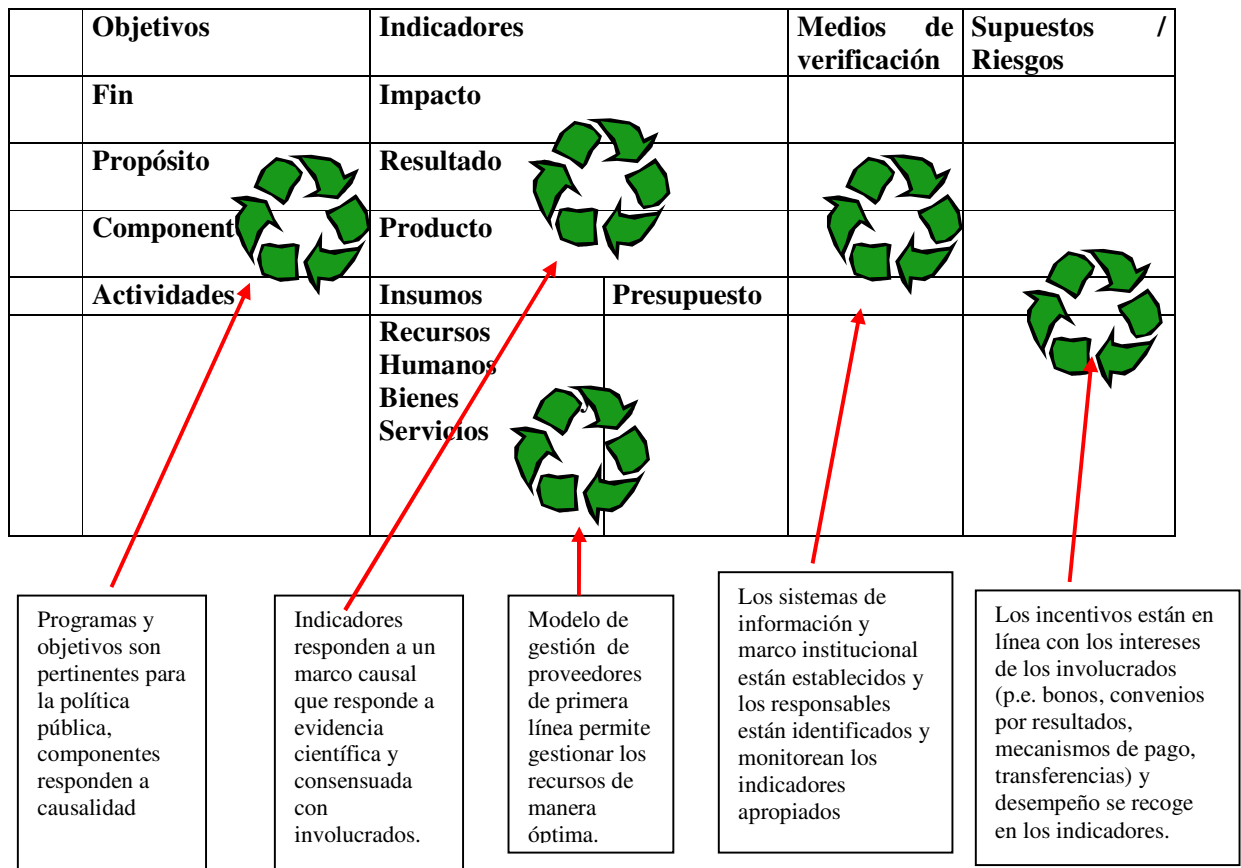 Objetivos
Indicadores
Medios de
verificación
Supuestos /
Riesgos
Fin
Impacto
Propósito
Resultado
Component
Producto
Actividades
Insumos
Presupuesto
Recursos
Humanos
Bienes y
Servicios
Programas y
objetivos son
pertinentes para
la política
pública,
componentes
responden a
causalidad
Indicadores
responden a un
marco causal
que responde a
evidencia
científica y
consensuada
con
involucrados.
Modelo de
gestión de
proveedores
de primera
línea permite
gestionar los
recursos de
manera
óptima.
Los sistemas de
información y
marco institucional
están establecidos y
los responsables
están identificados y
monitorean los
indicadores
apropiados
Los incentivos están en
línea con los intereses
de los involucrados
(p.e. bonos, convenios
por resultados,
mecanismos de pago,
transferencias) y
desempeño se recoge
en los indicadores.